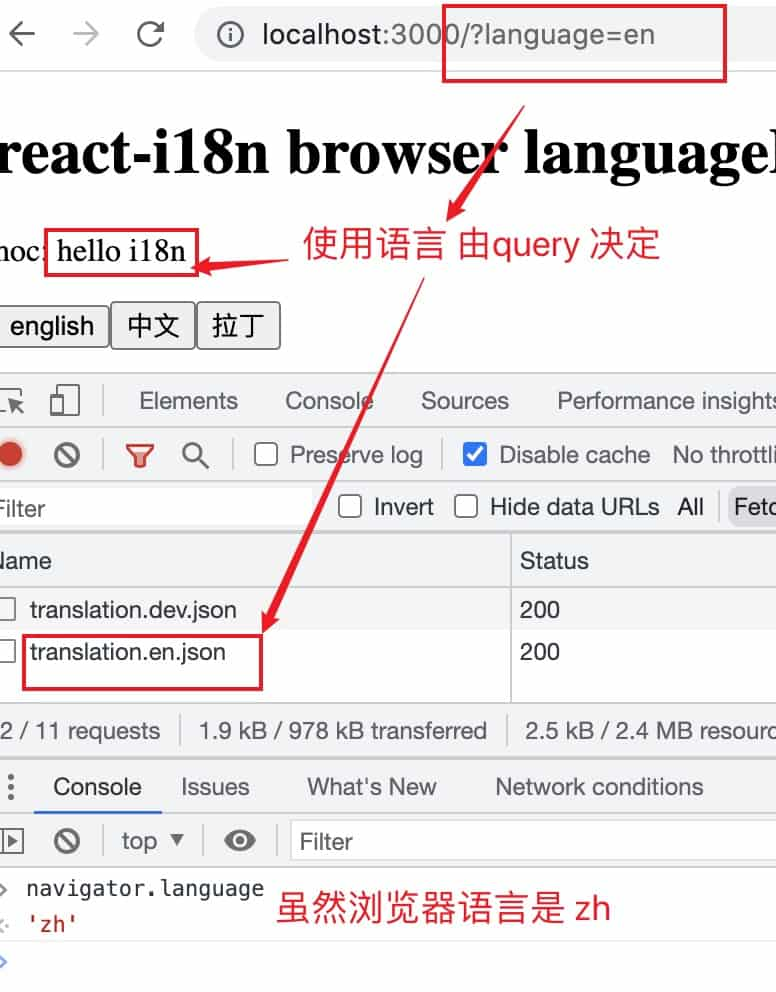 localhost:3000/?language=en
react-i18n browser language
hoc: hello i18n
使用语言 由query 决定
english 中文 拉丁
Elements Console Sources Performance insights
Preserve log Disable cache No throttli
Filter Invert Hide data URLs All Fetc
Name Status
translation.dev.json 200
translation.en.json 200
2 / 11 requests 1.9 kB / 978 kB transferred 2.5 kB / 2.4 MB resourc
Console Issues What's New Network conditions
top Filter
navigator.language
'zh'
虽然浏览器语言是 zh